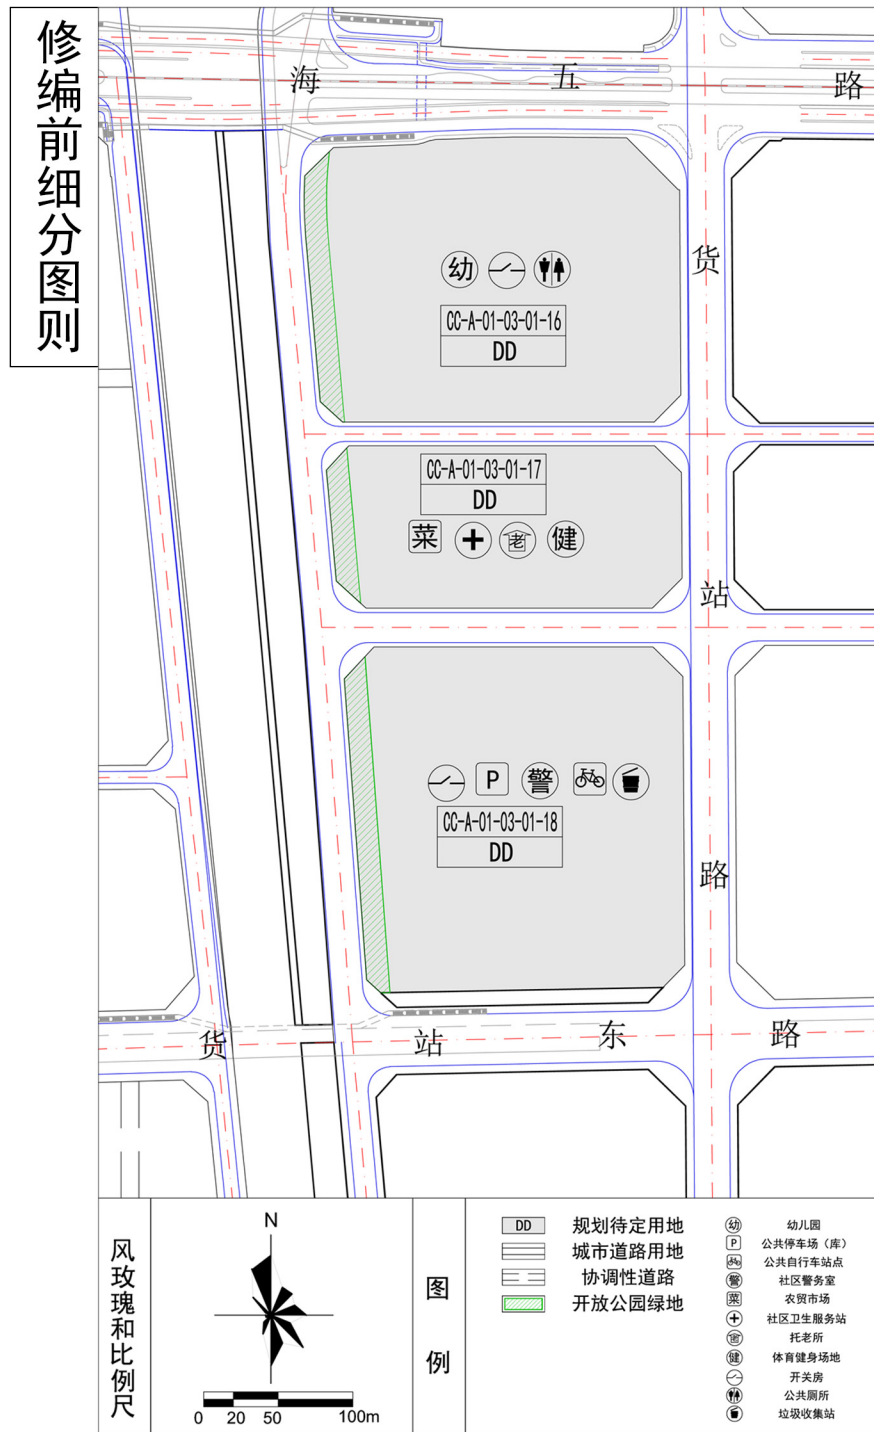 修编前细分图则
海五路
货站路
幼
CC-A-01-03-01-16
DD
CC-A-01-03-01-17
DD
菜
老
健
P
警
CC-A-01-03-01-18
DD
货站东路
风玫瑰和比例尺
N
0 20 50 100m
图例
DD 规划待定用地
城市道路用地
协调性道路
开放公园绿地
幼 幼儿园
P 公共停车场（库）
公共自行车站点
警 社区警务室
菜 农贸市场
社区卫生服务站
老 托老所
健 体育健身场地
开关房
公共厕所
垃圾收集站